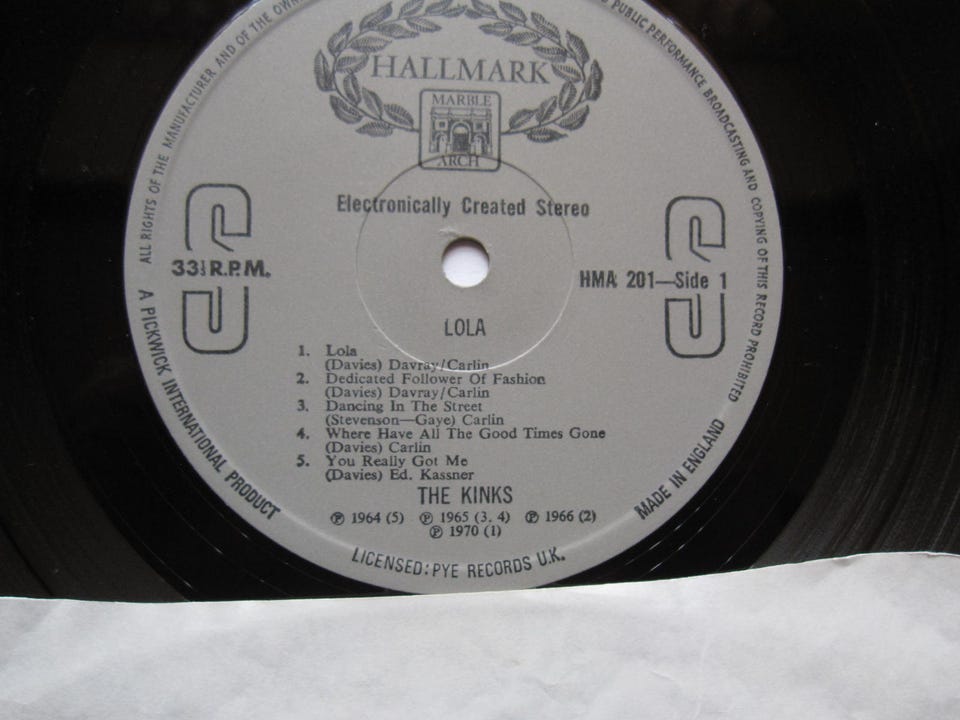 ALL RIGHTS OF THE MANUFACTURER AND OF THE
PUBLIC PERFORMANCE BROADCASTING AND COPYING OF THIS RECORD PROHIBITED
HALLMARK
MARBLE
ARCH
Electronically Created Stereo
S
S
33⅓ R.P.M.
HMA 201—Side 1
LOLA
1. Lola
(Davies) Davray/Carlin
2. Dedicated Follower Of Fashion
(Davies) Davray/Carlin
3. Dancing In The Street
(Stevenson—Gaye) Carlin
4. Where Have All The Good Times Gone
(Davies) Carlin
5. You Really Got Me
(Davies) Ed. Kassner
THE KINKS
℗ 1964 (5) ℗ 1965 (3, 4) ℗ 1966 (2)
℗ 1970 (1)
A PICKWICK INTERNATIONAL PRODUCT
LICENSED: PYE RECORDS U.K.
MADE IN ENGLAND